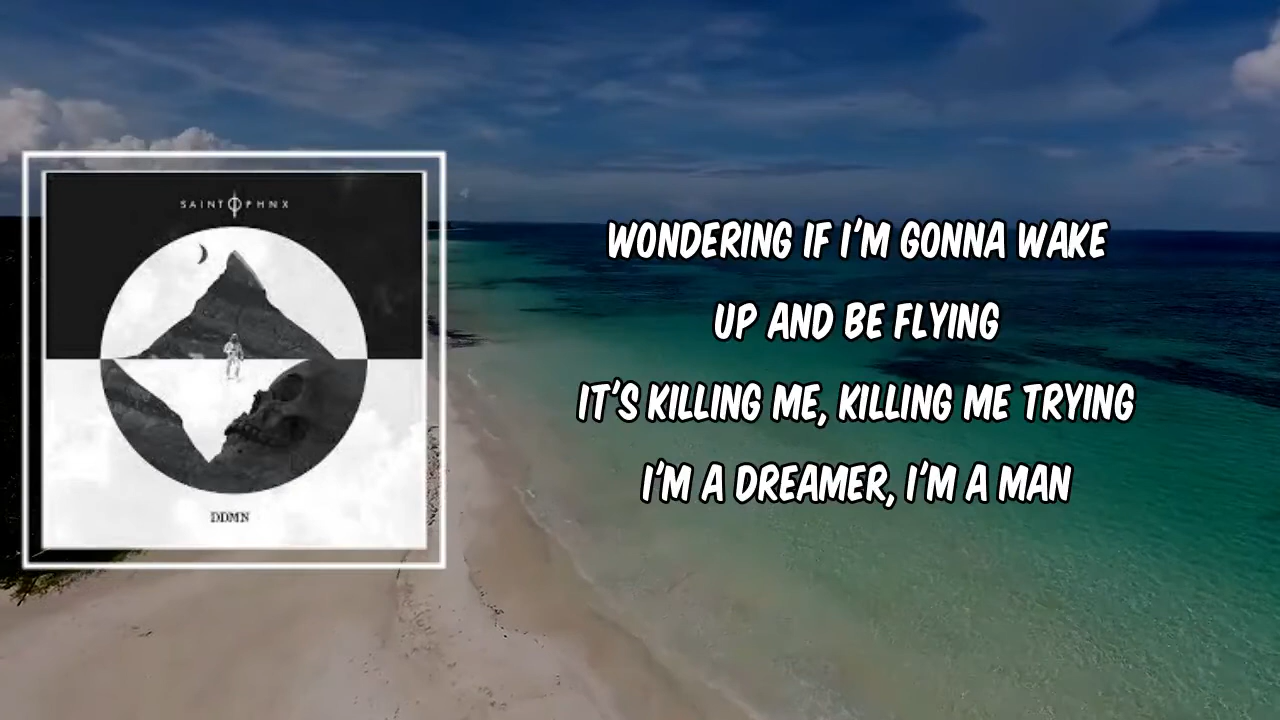 SAINT PHNX
DDMN
WONDERING IF I'M GONNA WAKE
UP AND BE FLYING
IT'S KILLING ME, KILLING ME TRYING
I'M A DREAMER, I'M A MAN